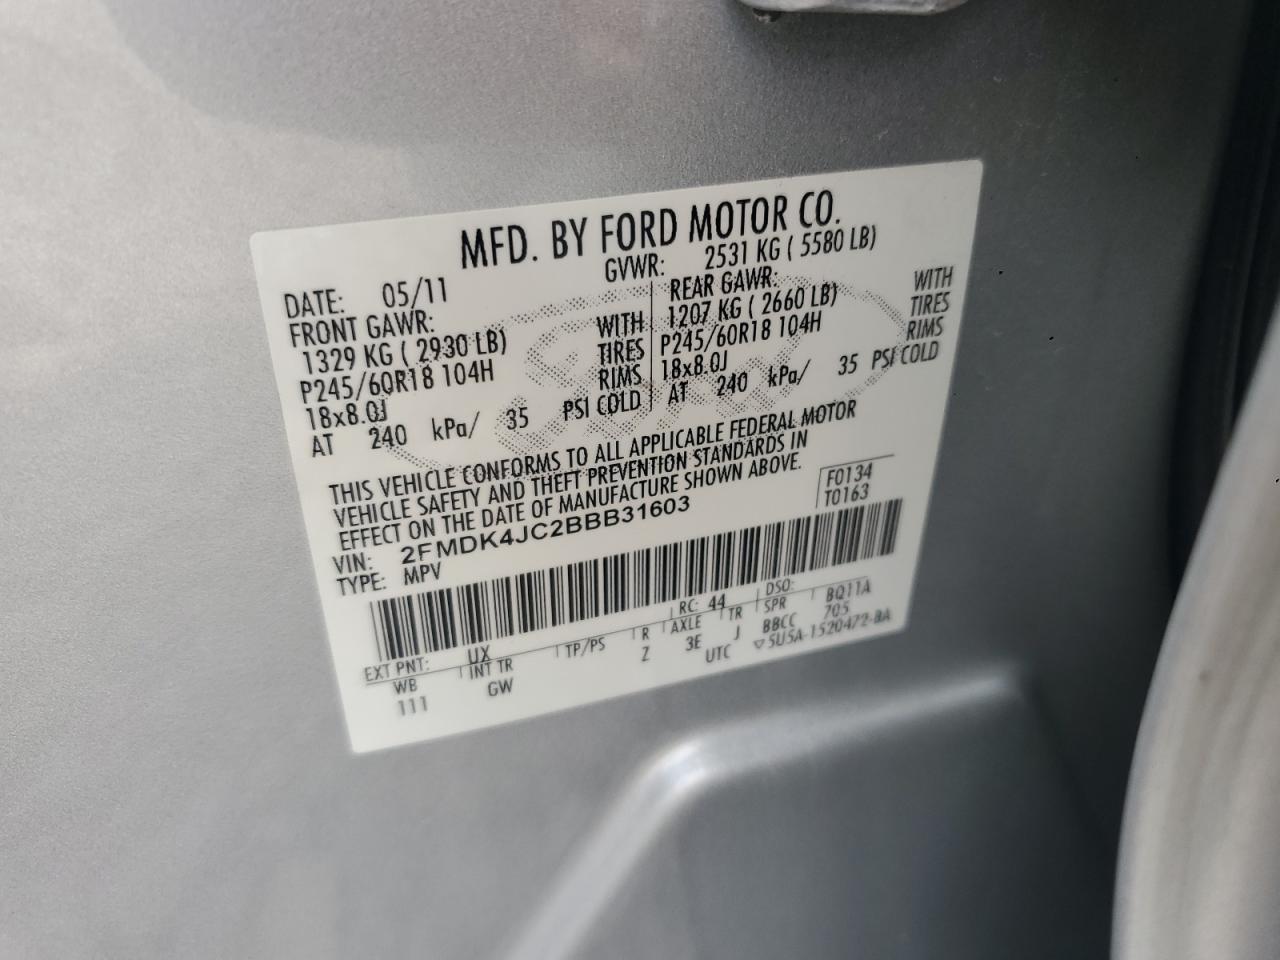 MFD. BY FORD MOTOR CO.
DATE: 05/11
GVWR: 2531 KG ( 5580 LB)
FRONT GAWR:
1329 KG ( 2930 LB) WITH
P245/60R18 104H TIRES
18x8.0J RIMS
AT 240 kPa/ 35 PSI COLD
REAR GAWR:
1207 KG ( 2660 LB) WITH
P245/60R18 104H TIRES
18x8.0J RIMS
AT 240 kPa/ 35 PSI COLD
THIS VEHICLE CONFORMS TO ALL APPLICABLE FEDERAL MOTOR
VEHICLE SAFETY AND THEFT PREVENTION STANDARDS IN
EFFECT ON THE DATE OF MANUFACTURE SHOWN ABOVE.
VIN: 2FMDK4JC2BBB31603
TYPE: MPV
F0134
T0163
EXT PNT: UX RC: 44 DSO:
WB INT TR TP/PS R AXLE TR SPR BQ11A
111 GW Z 3E J BBCC 705
UTC ▽5U5A-1520472-BA